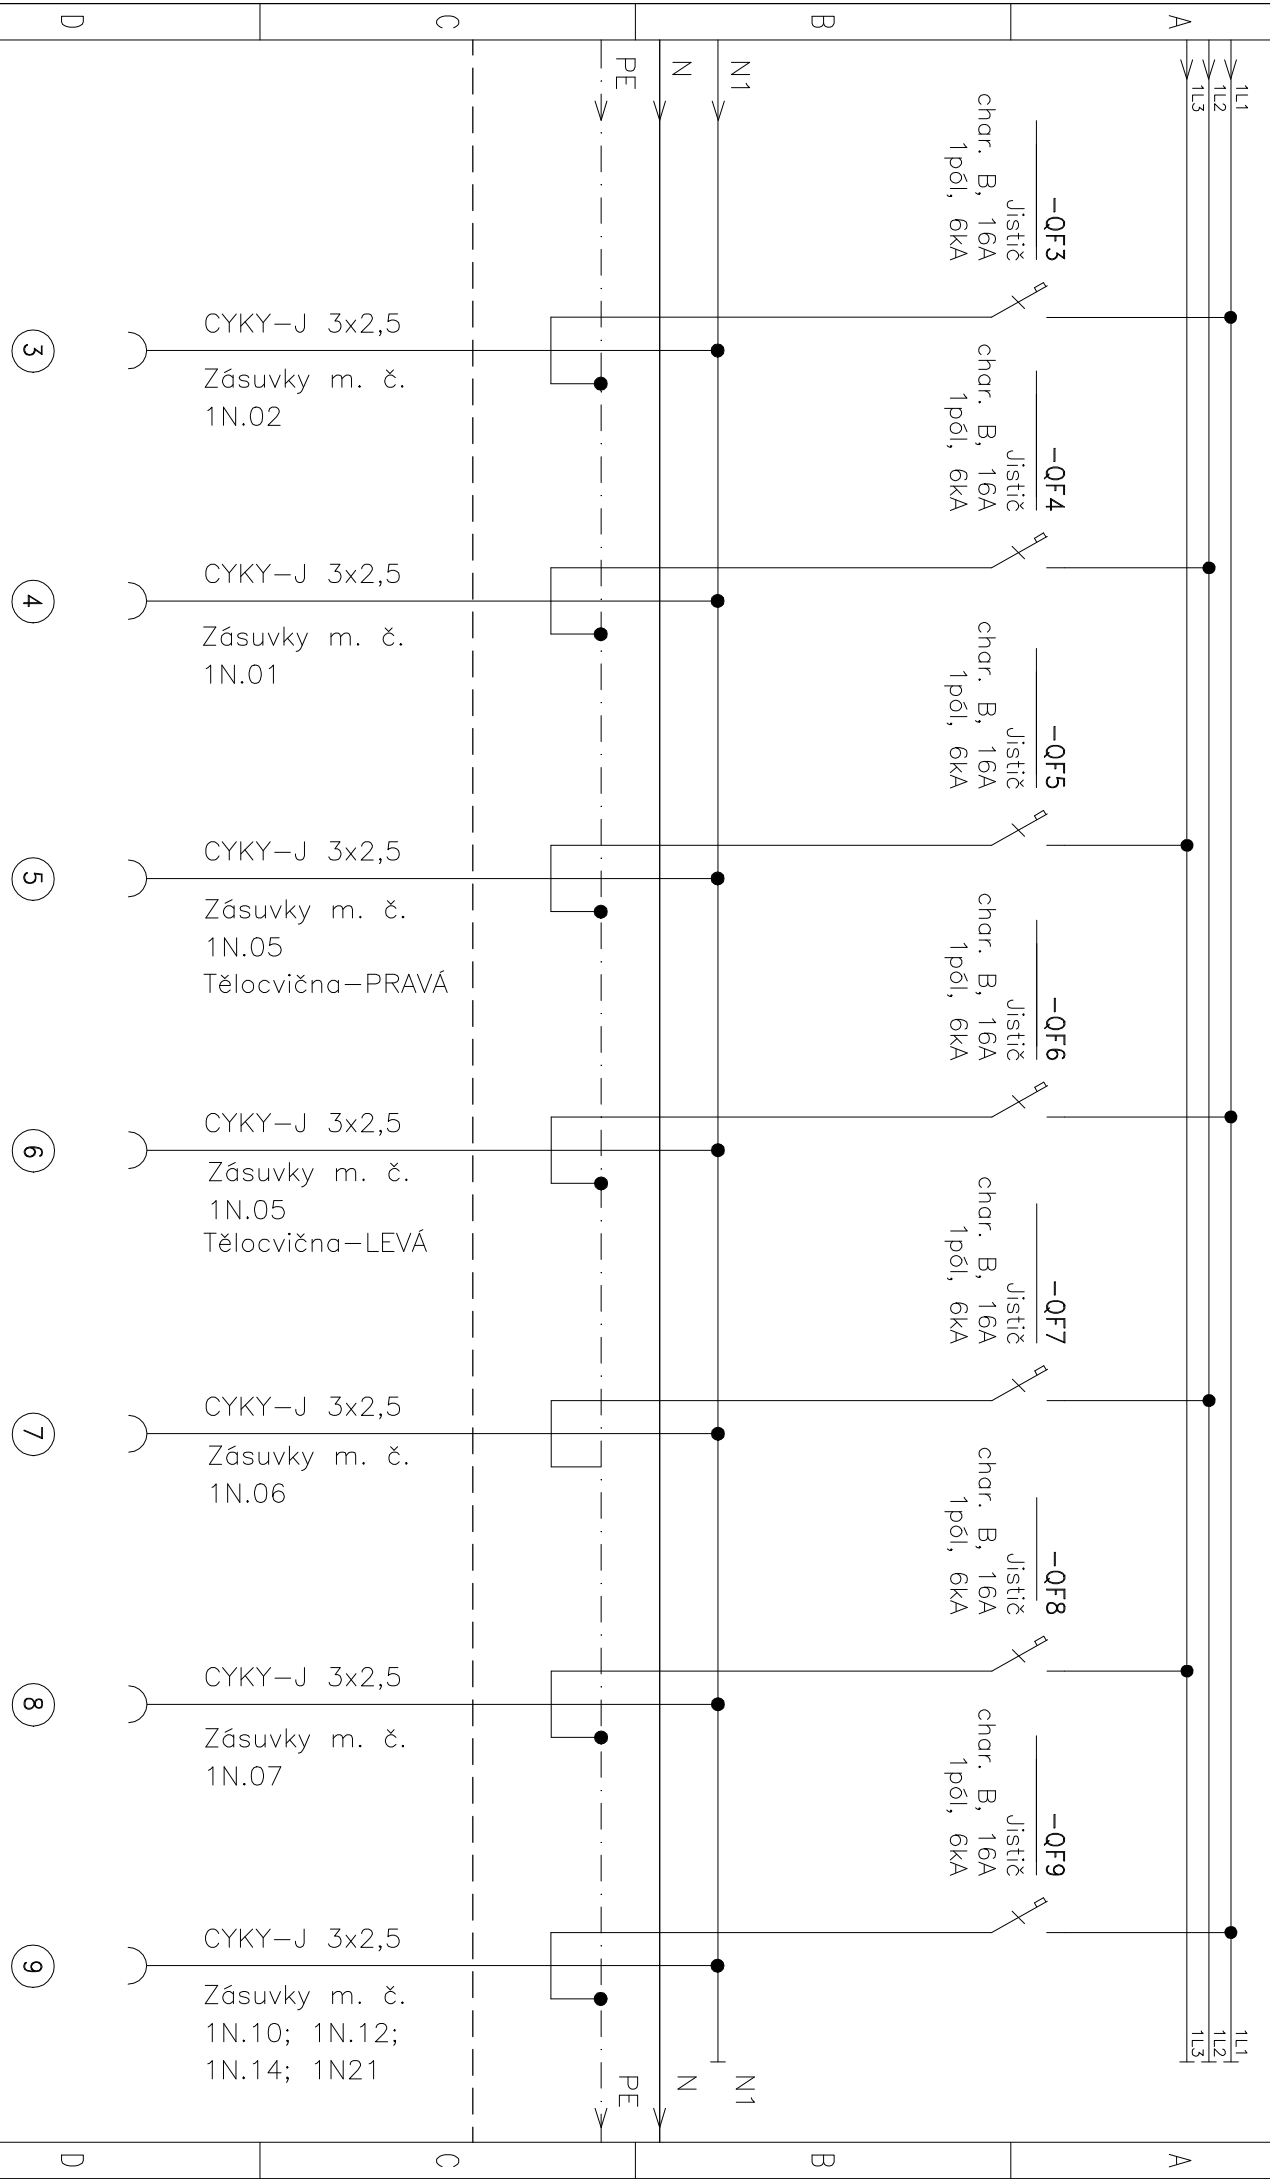 D
C
B
A
1L1
1L2
1L3
N1
N
PE
-QF3
Jistič
char. B, 16A
1pól, 6kA
CYKY-J 3x2,5
Zásuvky m. č.
1N.02
3
-QF4
Jistič
char. B, 16A
1pól, 6kA
CYKY-J 3x2,5
Zásuvky m. č.
1N.01
4
-QF5
Jistič
char. B, 16A
1pól, 6kA
CYKY-J 3x2,5
Zásuvky m. č.
1N.05
Tělocvična-PRAVÁ
5
-QF6
Jistič
char. B, 16A
1pól, 6kA
CYKY-J 3x2,5
Zásuvky m. č.
1N.05
Tělocvična-LEVÁ
6
-QF7
Jistič
char. B, 16A
1pól, 6kA
CYKY-J 3x2,5
Zásuvky m. č.
1N.06
7
-QF8
Jistič
char. B, 16A
1pól, 6kA
CYKY-J 3x2,5
Zásuvky m. č.
1N.07
8
-QF9
Jistič
char. B, 16A
1pól, 6kA
CYKY-J 3x2,5
Zásuvky m. č.
1N.10; 1N.12;
1N.14; 1N21
9
1L1
1L2
1L3
N1
N
PE
D
C
B
A